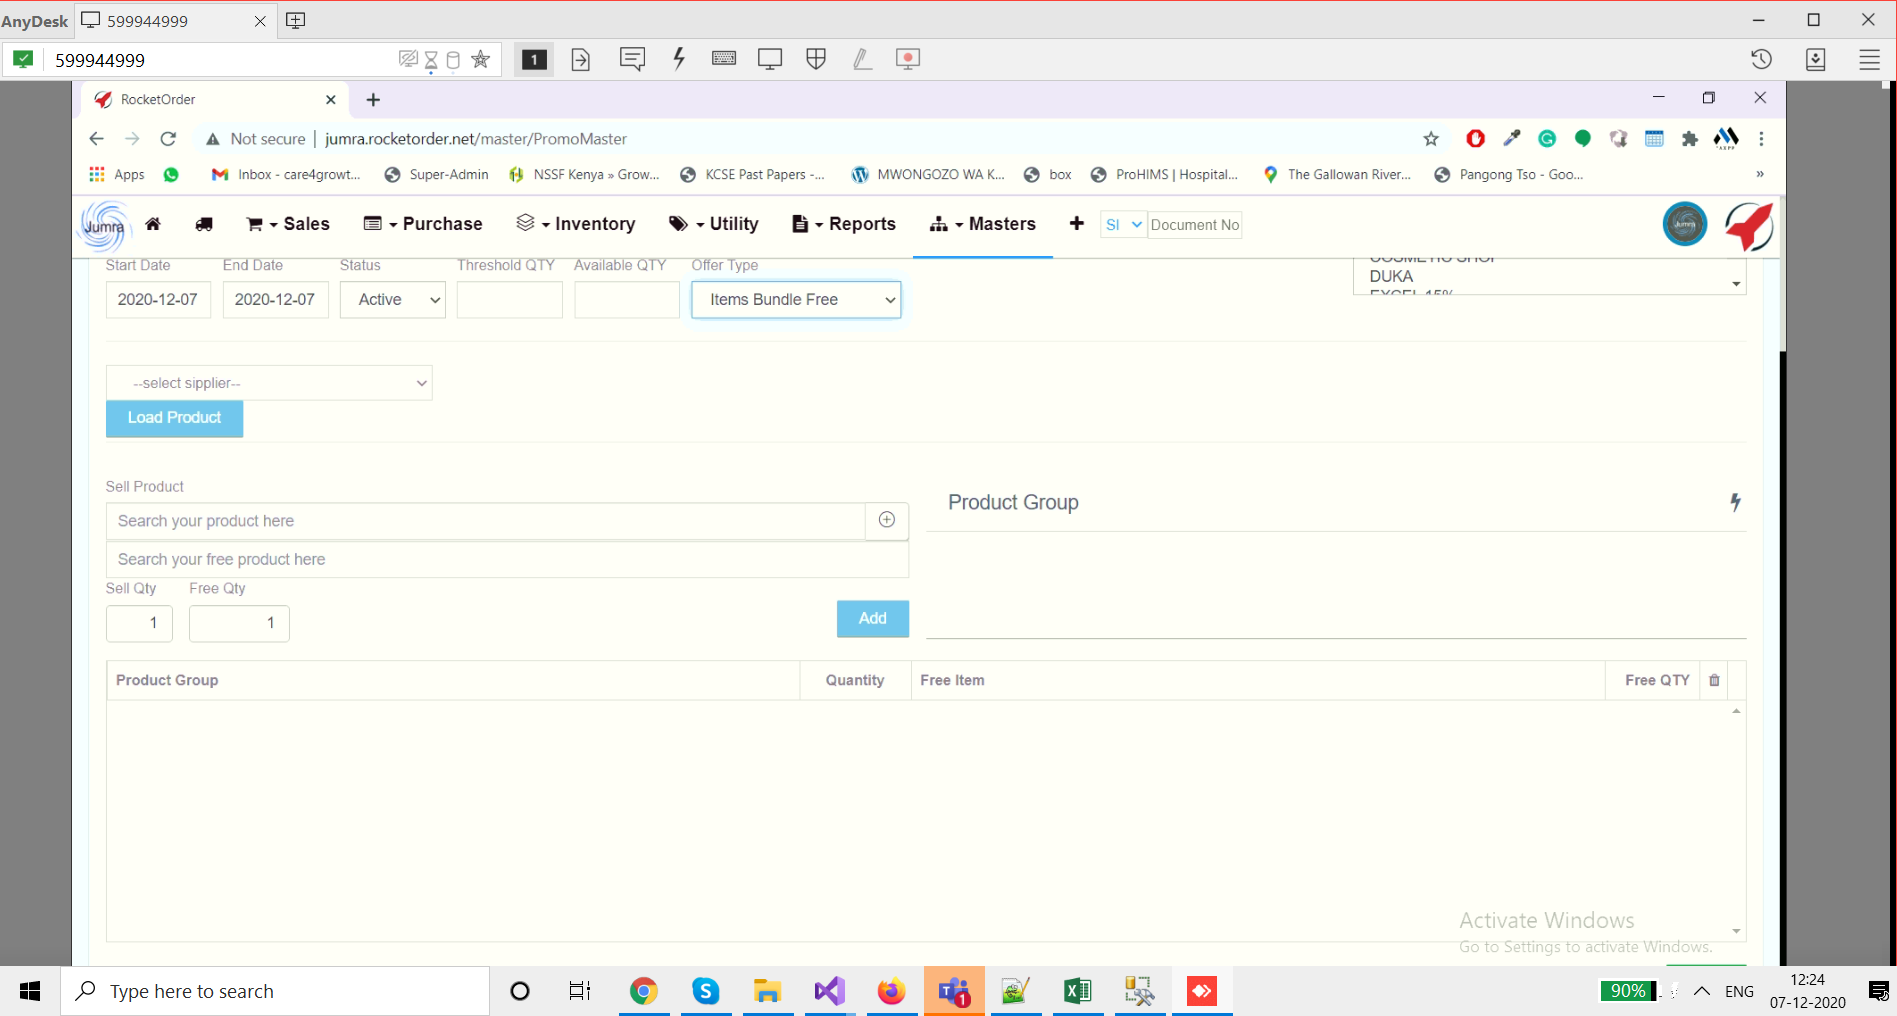 AnyDesk 599944999
599944999 1
RocketOrder
Not secure | jumra.rocketorder.net/master/PromoMaster
Apps Inbox - care4growt... Super-Admin NSSF Kenya » Grow... KCSE Past Papers -... MWONGOZO WA K... box ProHIMS | Hospital... The Gallowan River... Pangong Tso - Goo... »
Jumra Sales Purchase Inventory Utility Reports Masters SI Document No
Start Date End Date Status Threshold QTY Available QTY Offer Type COSMETIC SHOP
DUKA
EXCEL 15%
2020-12-07 2020-12-07 Active Items Bundle Free
--select sipplier--
Load Product
Sell Product
Product Group
Search your product here
Search your free product here
Sell Qty Free Qty
1 1 Add
Product Group Quantity Free Item Free QTY
Activate Windows
Go to Settings to activate Windows.
Type here to search 1 90% ENG 12:24
07-12-2020